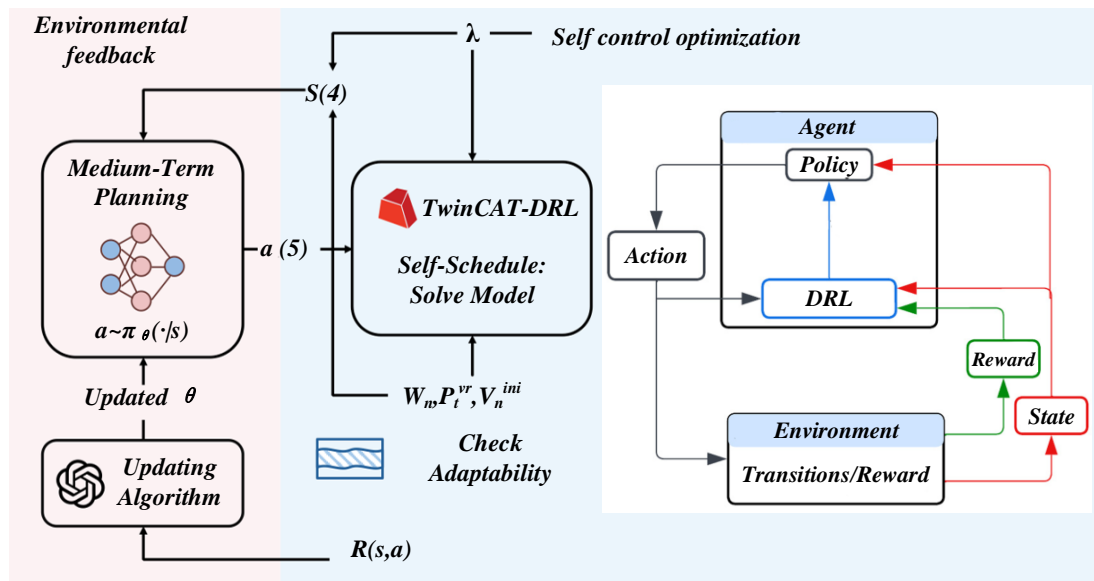 Environmental
feedback
λ
Self control optimization
S(4)
Medium-Term
Planning
a~π θ(·/s)
a (5)
TwinCAT-DRL
Self-Schedule:
Solve Model
Updated θ
Wn,Pt^vr,Vn^ini
Check
Adaptability
Updating
Algorithm
R(s,a)
Agent
Policy
Action
DRL
Reward
State
Environment
Transitions/Reward